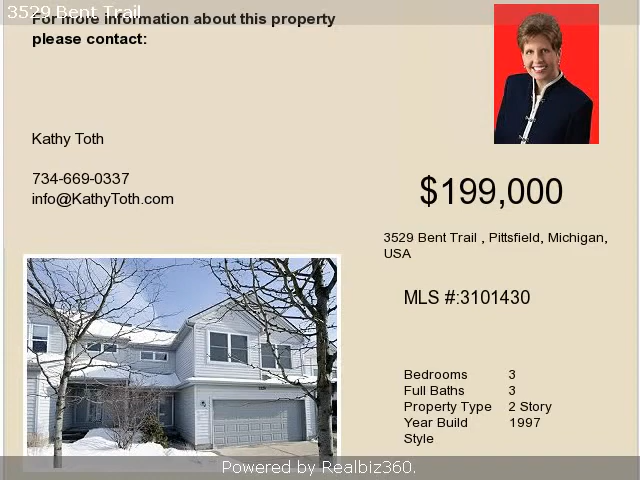 3529 Bent Trail
For more information about this property
please contact:
Kathy Toth
734-669-0337
info@KathyToth.com
$199,000
3529 Bent Trail , Pittsfield, Michigan,
USA
MLS #:3101430
Bedrooms 3
Full Baths 3
Property Type 2 Story
Year Build 1997
Style
Powered by Realbiz360.